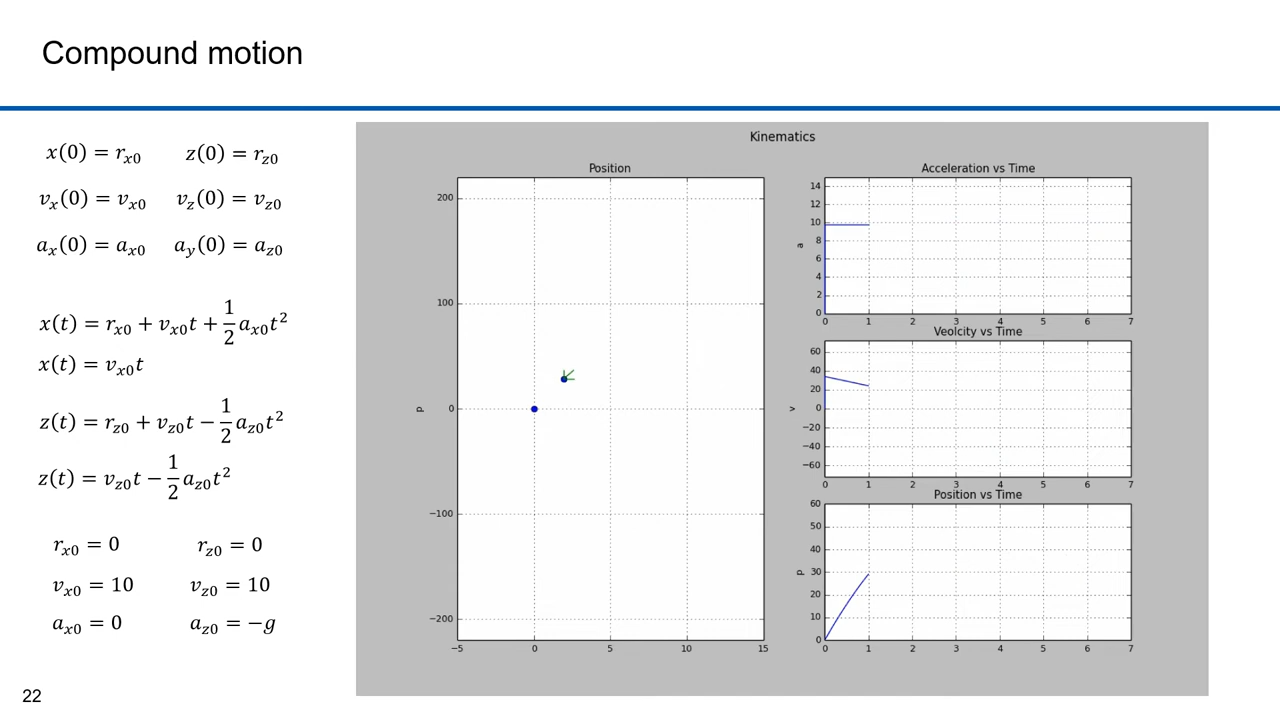 Compound motion
x(0) = r_{x0} z(0) = r_{z0}
v_x(0) = v_{x0} v_z(0) = v_{z0}
a_x(0) = a_{x0} a_y(0) = a_{z0}
x(t) = r_{x0} + v_{x0}t + \frac{1}{2}a_{x0}t^2
x(t) = v_{x0}t
z(t) = r_{z0} + v_{z0}t − \frac{1}{2}a_{z0}t^2
z(t) = v_{z0}t − \frac{1}{2}a_{z0}t^2
r_{x0} = 0 r_{z0} = 0
v_{x0} = 10 v_{z0} = 10
a_{x0} = 0 a_{z0} = −g
22
Kinematics
Position
200
100
0
−100
−200
p
−5 0 5 10 15
Acceleration vs Time
14
12
10
8
6
4
2
0
a
0 1 2 3 4 5 6 7
Veolcity vs Time
60
40
20
0
−20
−40
−60
v
0 1 2 3 4 5 6 7
Position vs Time
60
50
40
30
20
10
0
p
0 1 2 3 4 5 6 7